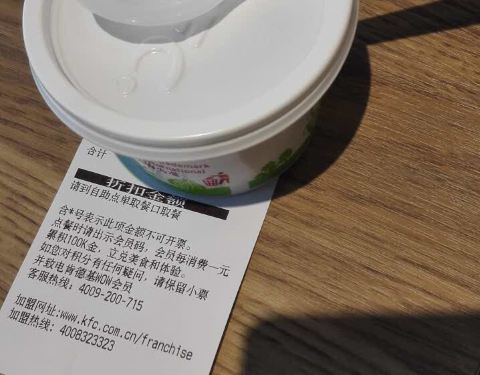 合计
折扣金额
请到自助点单取餐口取餐
含*号表示此项金额不可开票。
点餐时请出示会员码，会员每消费一元
累积100K金，立兑美食和体验。
如您对积分有任何疑问，请保留小票
并致电肯德基WOW会员
客服热线：4009-200-715
加盟网址:www.kfc.com.cn/franchise
加盟热线：4008323323